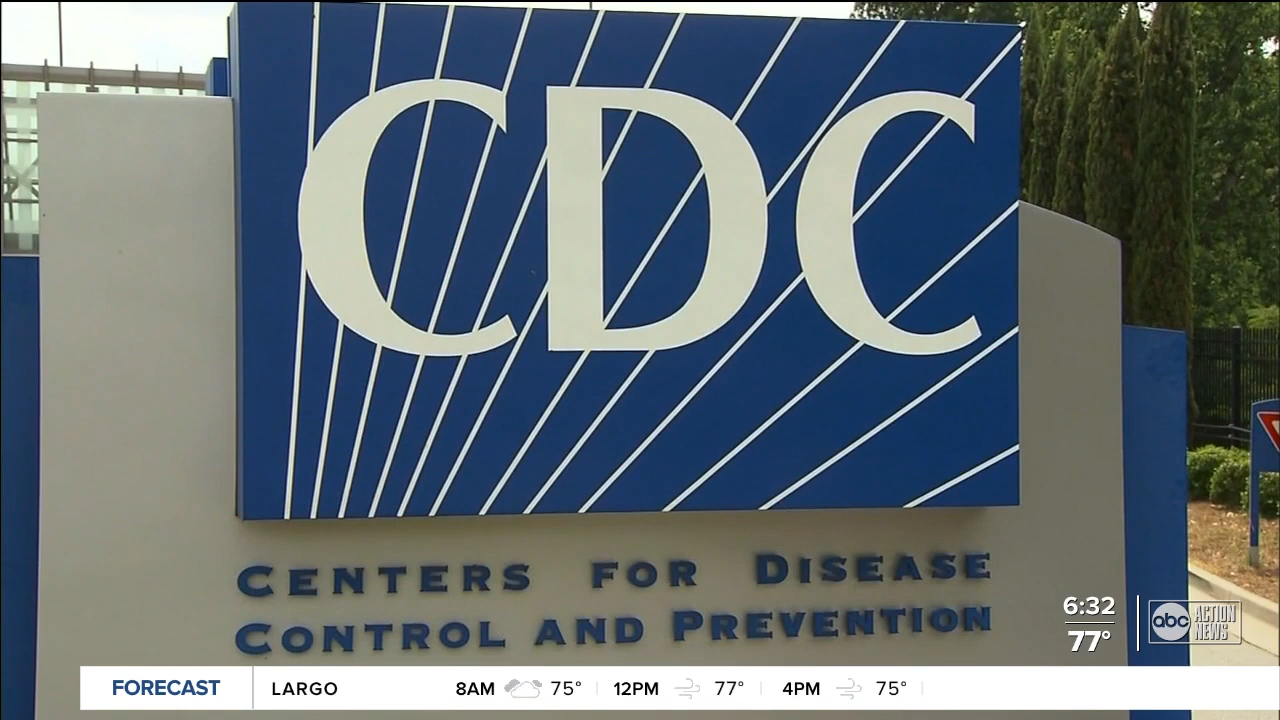 CDC
CENTERS FOR DISEASE
CONTROL AND PREVENTION
6:32
77°
abc ACTION NEWS
FORECAST LARGO 8AM 75° 12PM 77° 4PM 75°